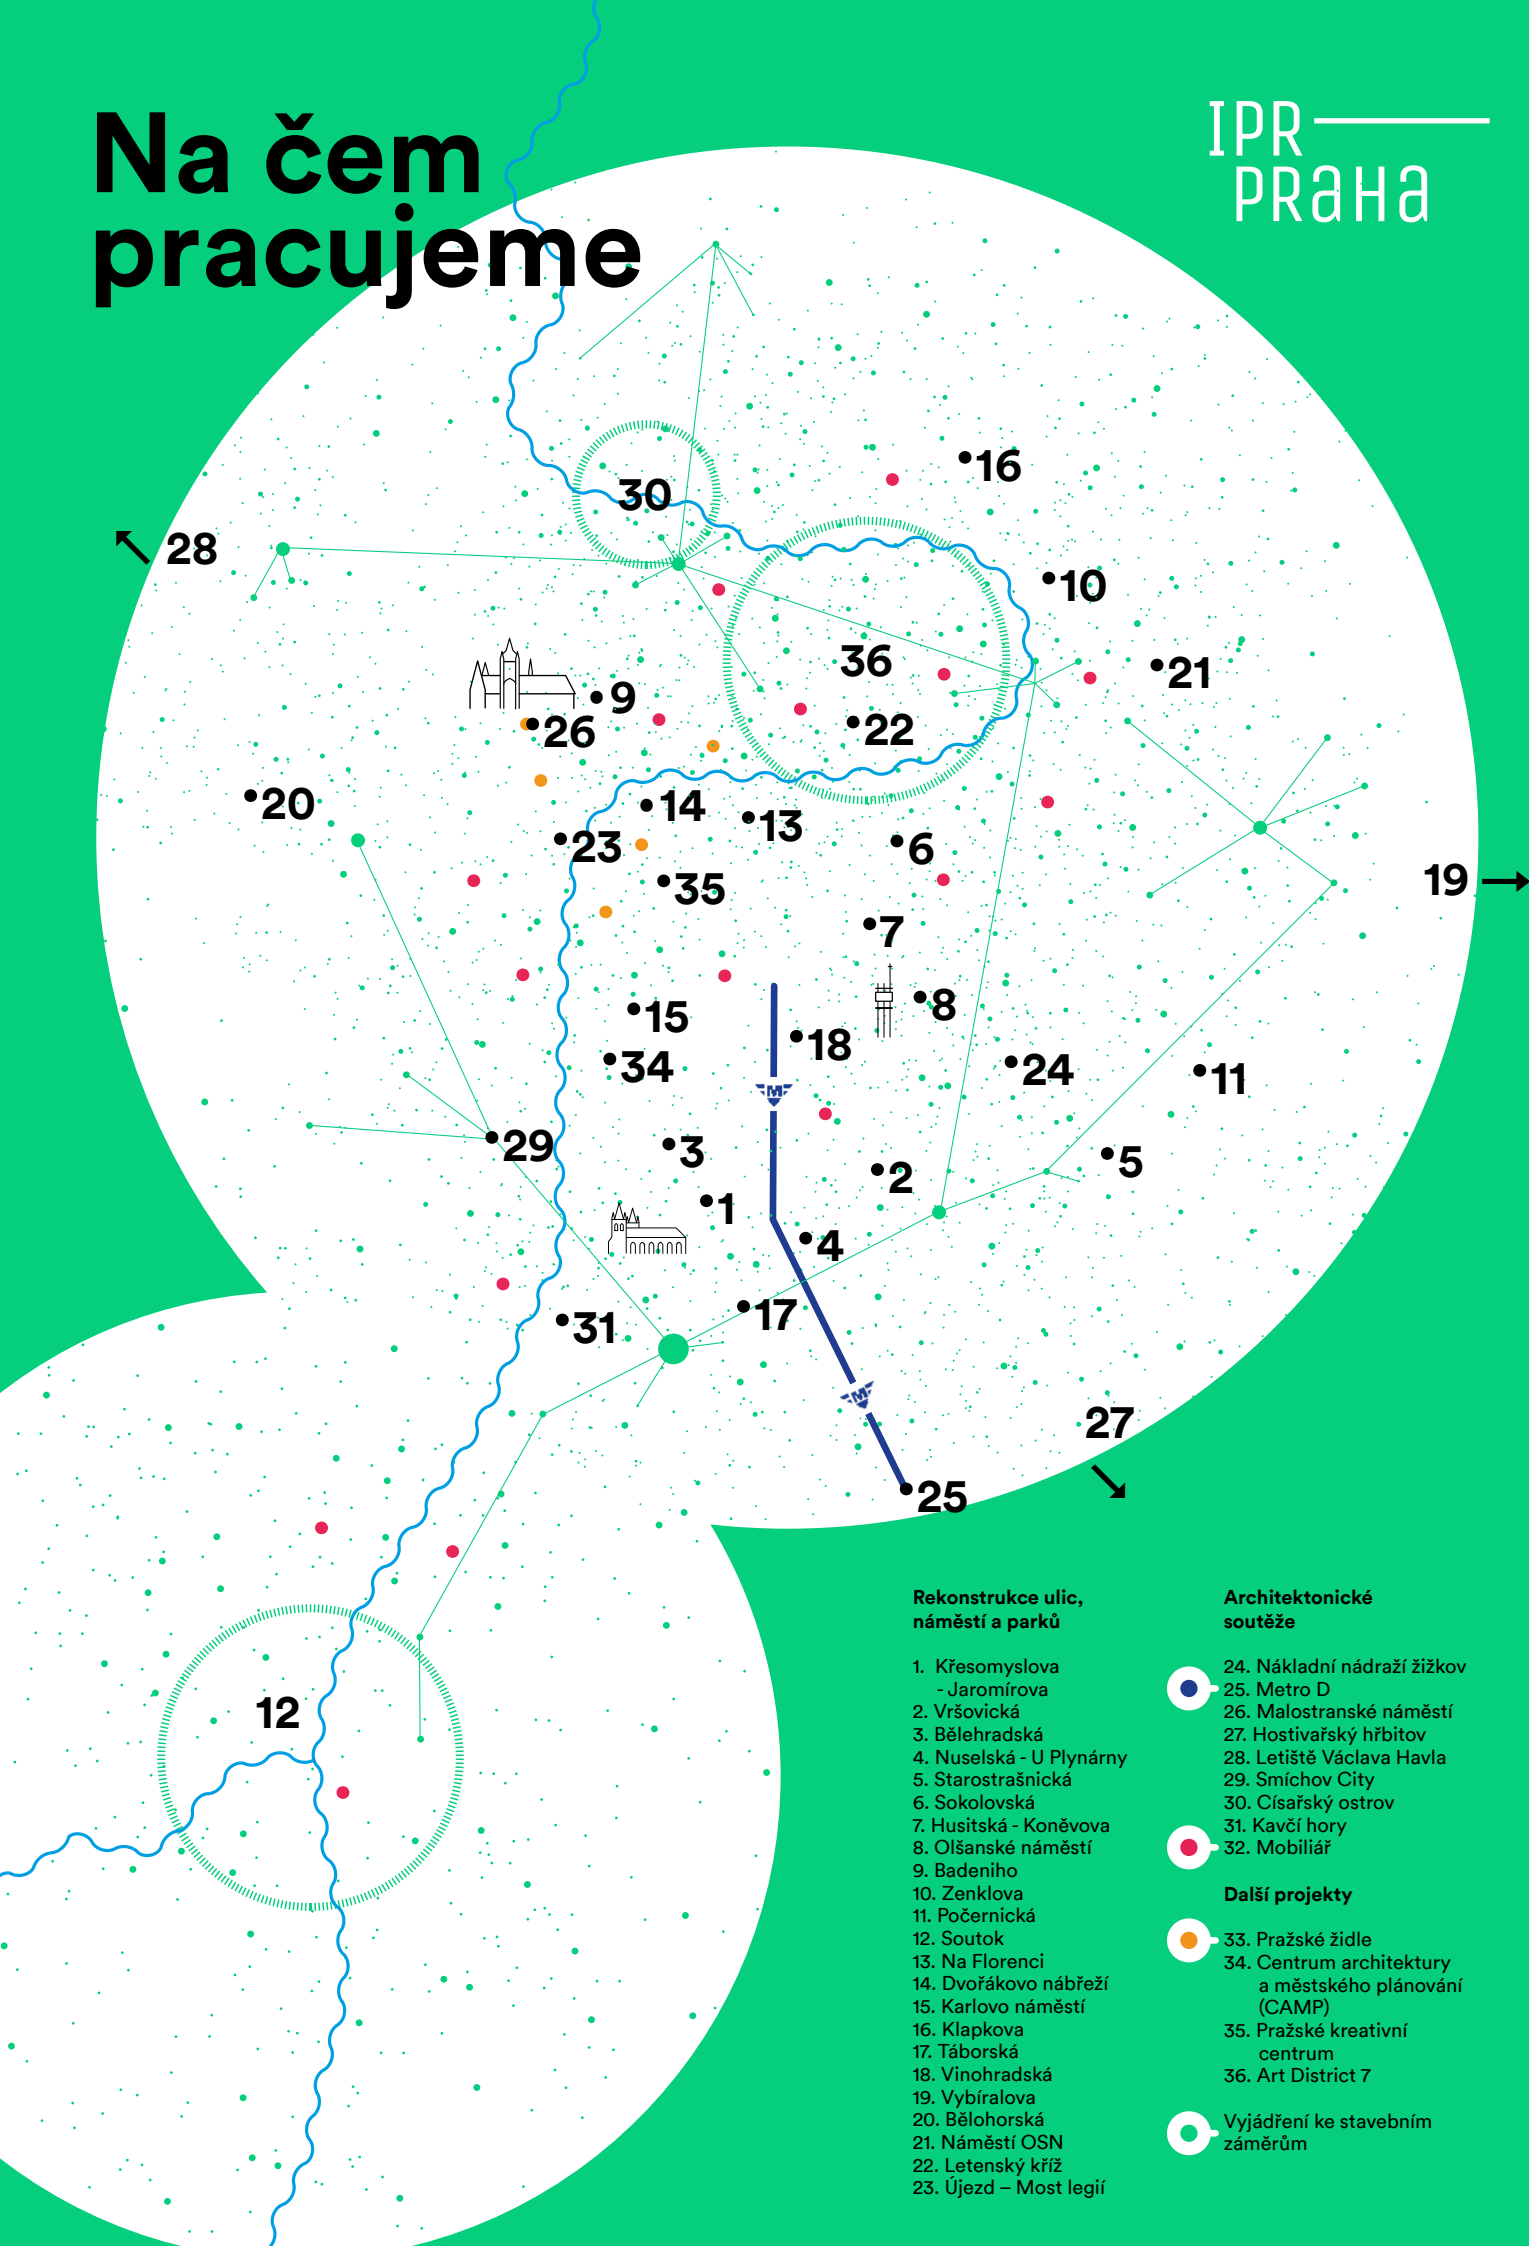 Na čem
pracujeme
IPR
PRAHA
30
16
28
10
36
21
9
26
22
20
14
13
23
6
35
19
7
15
8
18
34
24
11
29
3
5
2
1
4
17
31
27
25
12
M
M
Rekonstrukce ulic,
náměstí a parků
1. Křesomyslova
- Jaromírova
2. Vršovická
3. Bělehradská
4. Nuselská - U Plynárny
5. Starostrašnická
6. Sokolovská
7. Husitská - Koněvova
8. Olšanské náměstí
9. Badeniho
10. Zenklova
11. Počernická
12. Soutok
13. Na Florenci
14. Dvořákovo nábřeží
15. Karlovo náměstí
16. Klapkova
17. Táborská
18. Vinohradská
19. Vybíralova
20. Bělohorská
21. Náměstí OSN
22. Letenský kříž
23. Újezd – Most legií
Architektonické
soutěže
24. Nákladní nádraží žižkov
25. Metro D
26. Malostranské náměstí
27. Hostivařský hřbitov
28. Letiště Václava Havla
29. Smíchov City
30. Císařský ostrov
31. Kavčí hory
32. Mobiliář
Další projekty
33. Pražské židle
34. Centrum architektury
a městského plánování
(CAMP)
35. Pražské kreativní
centrum
36. Art District 7
Vyjádření ke stavebním
záměrům